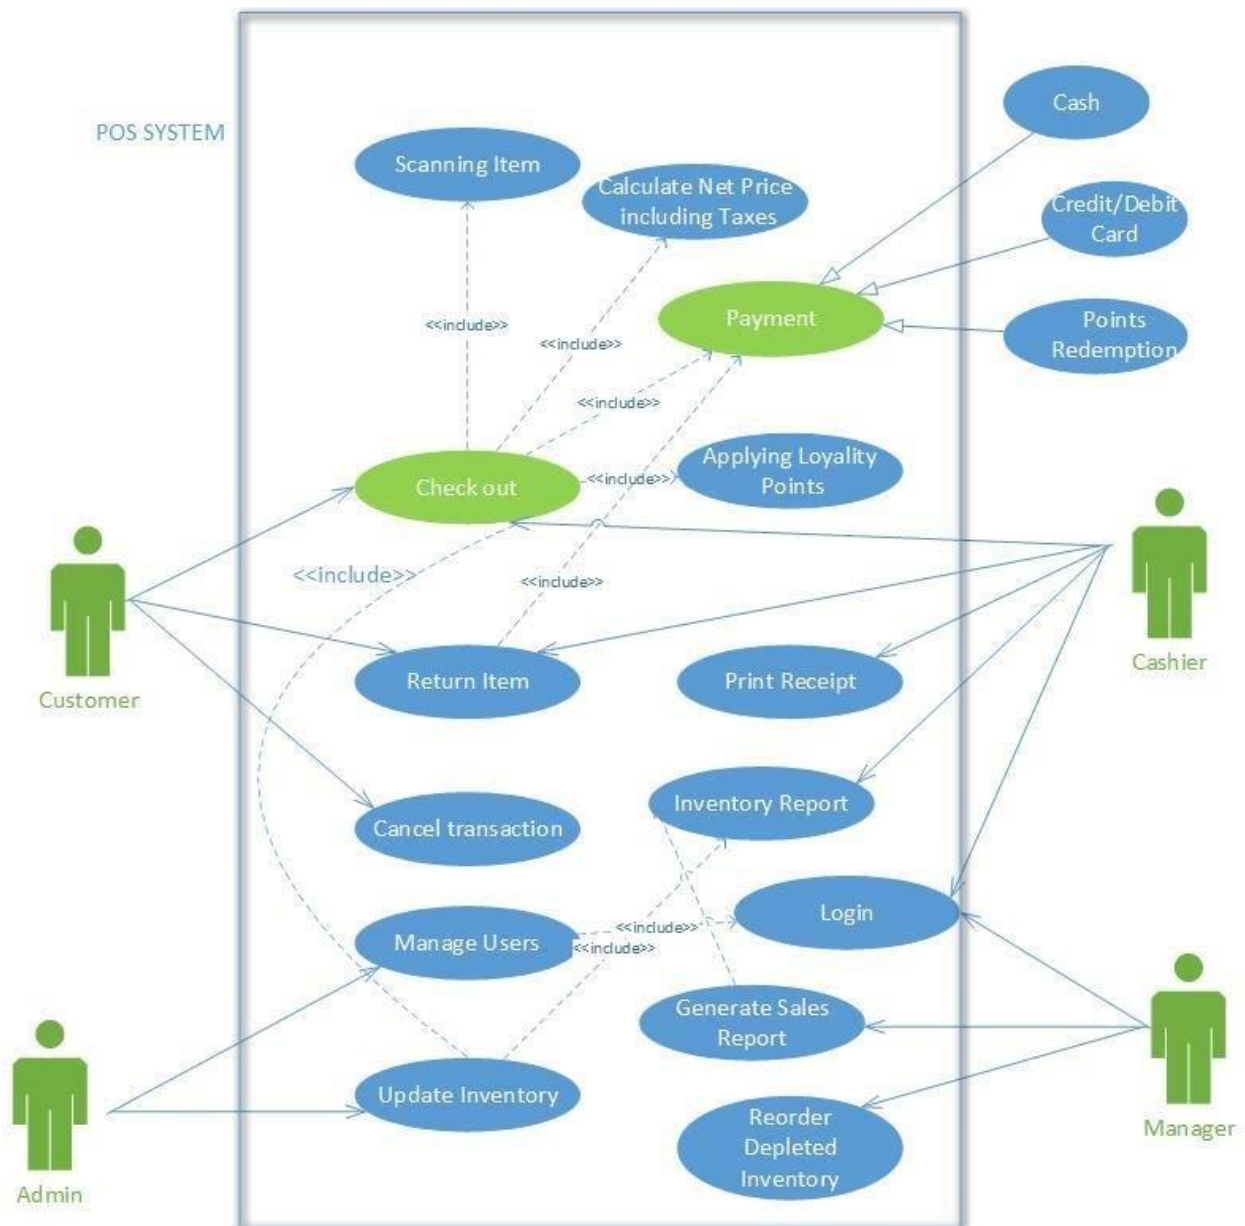 POS SYSTEM
Cash
Scanning Item
Calculate Net Price
including Taxes
Credit/Debit
Card
Payment
Points
Redemption
<<include>>
<<include>>
<<include>>
Applying Loyality
Points
<<include>>
Check out
<<include>>
<<include>>
Customer
Return Item
Print Receipt
Cashier
Inventory Report
Cancel transaction
Login
<<include>>
<<include>>
Manage Users
Generate Sales
Report
Update Inventory
Reorder
Depleted
Inventory
Manager
Admin